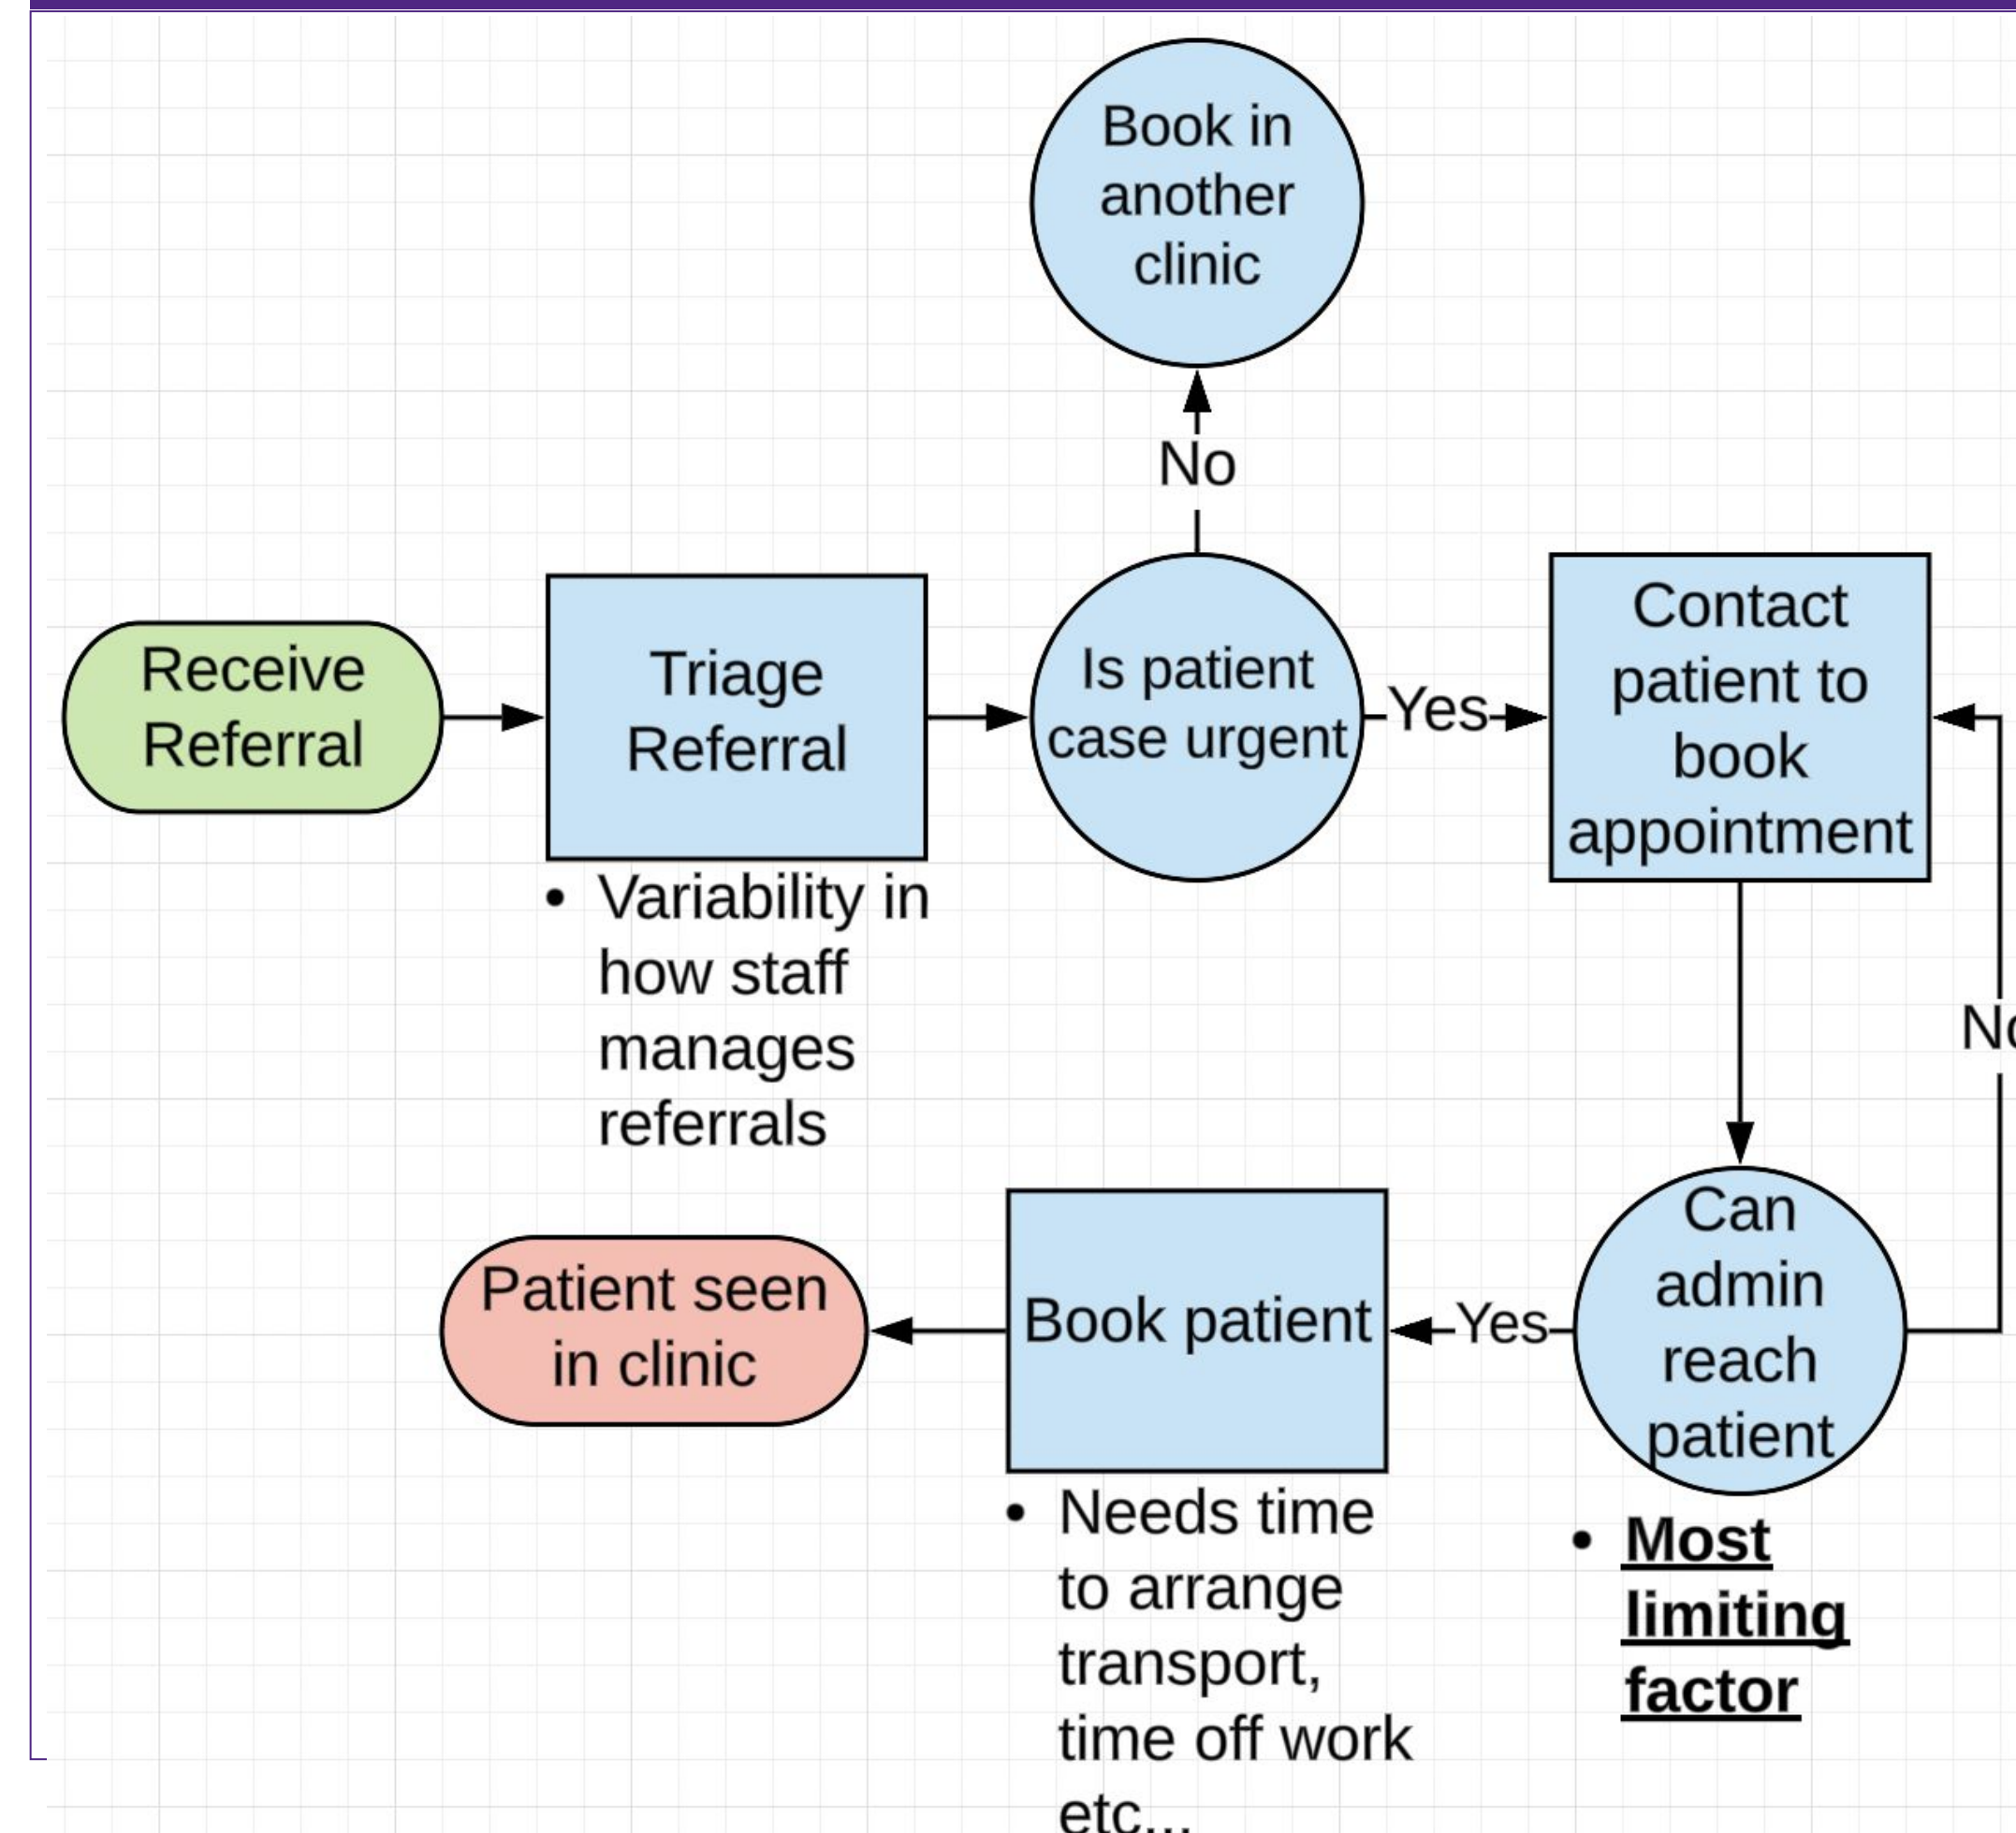 Book in
another
clinic
No
Receive
Referral
Triage
Referral
Is patient
case urgent
Yes
Contact
patient to
book
appointment
• Variability in
how staff
manages
referrals
No
Patient seen
in clinic
Book patient
Yes
Can
admin
reach
patient
• Needs time
to arrange
transport,
time off work
etc...
• Most
limiting
factor